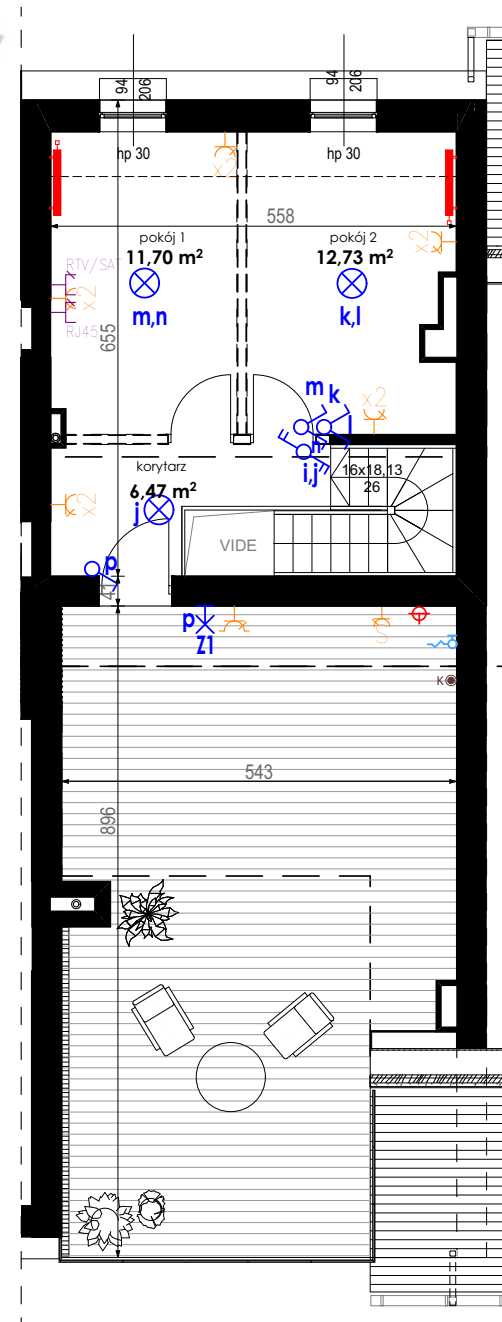 94
206
94
206
hp 30
hp 30
x2
558
x2
pokój 1
11,70 m²
pokój 2
12,73 m²
RTV/SAT
x2
RJ45
m,n
k,l
655
x2
m
k
l
n
i,j
korytarz
6,47 m²
j
16x18,13
26
x2
VIDE
p
41
p
Z1
S
K
543
896